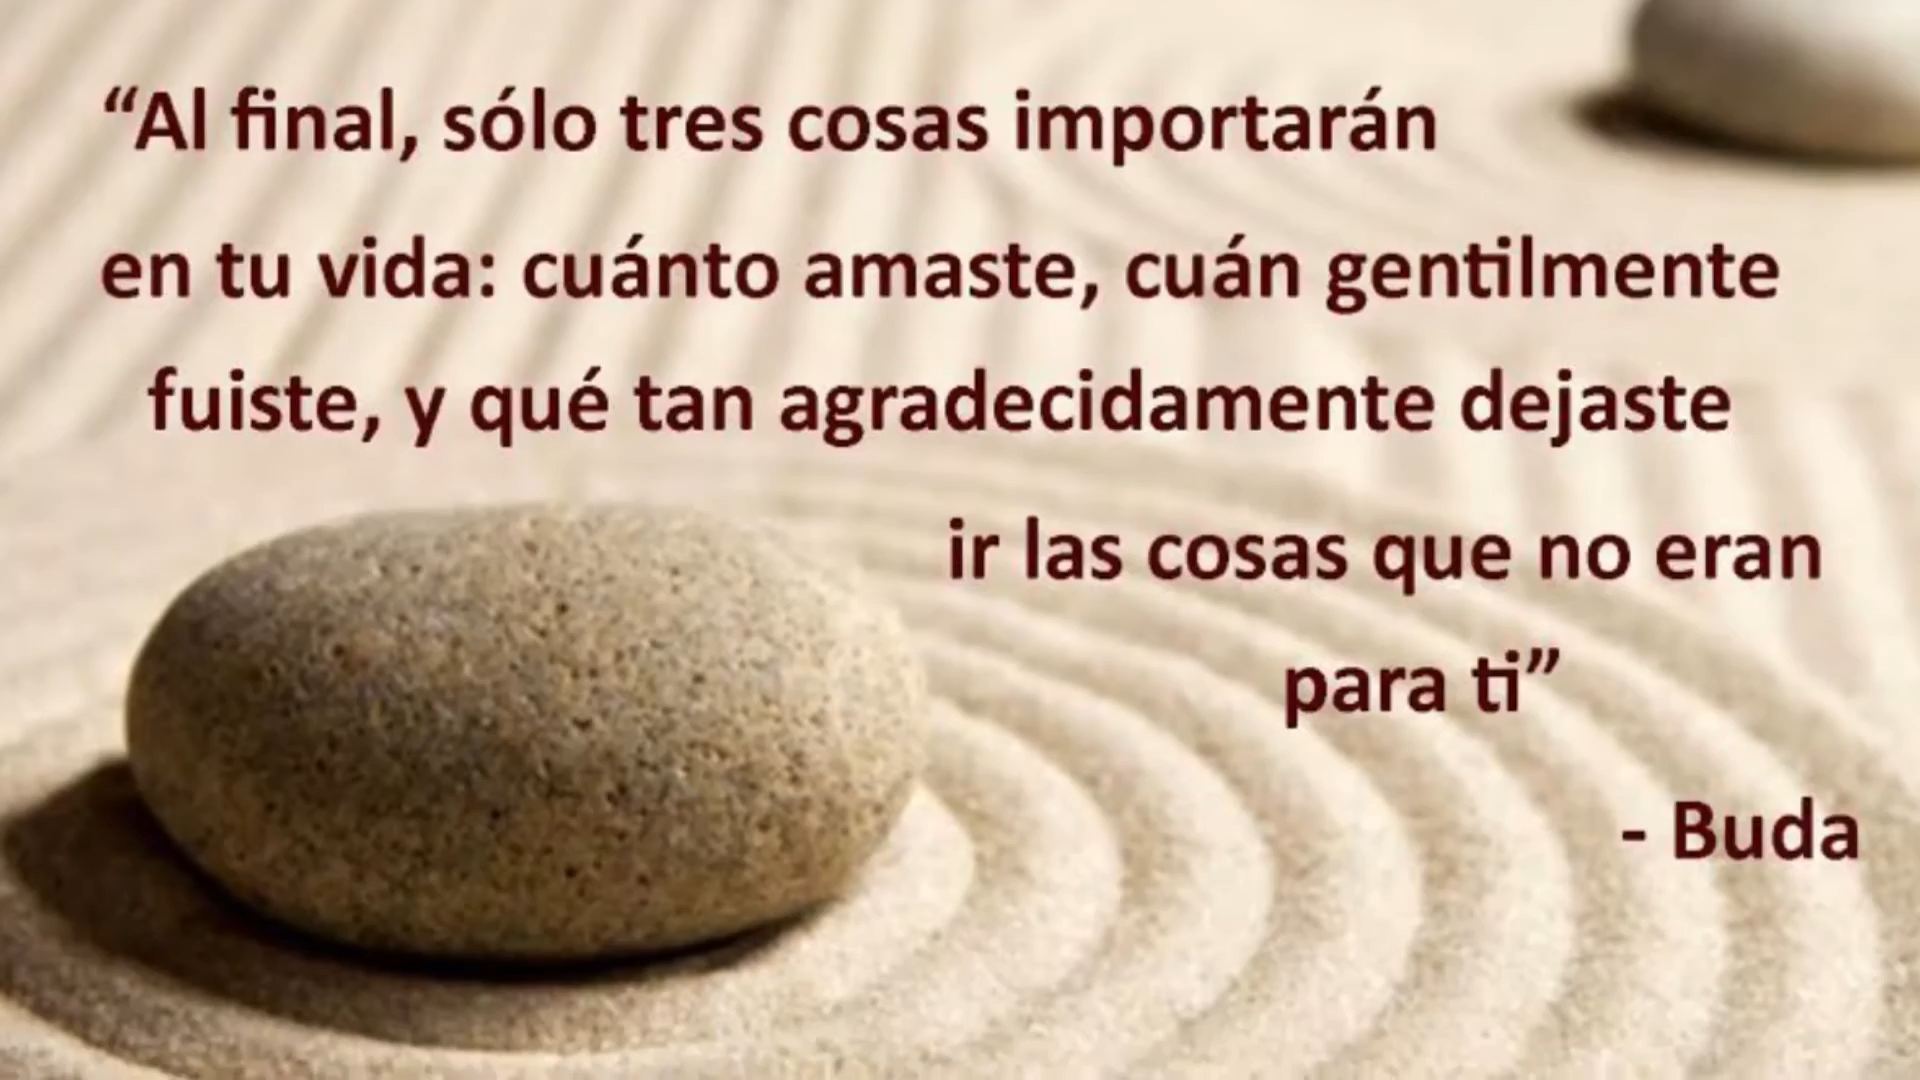 “Al final, sólo tres cosas importarán
en tu vida: cuánto amaste, cuán gentilmente
fuiste, y qué tan agradecidamente dejaste
ir las cosas que no eran
para ti”
- Buda